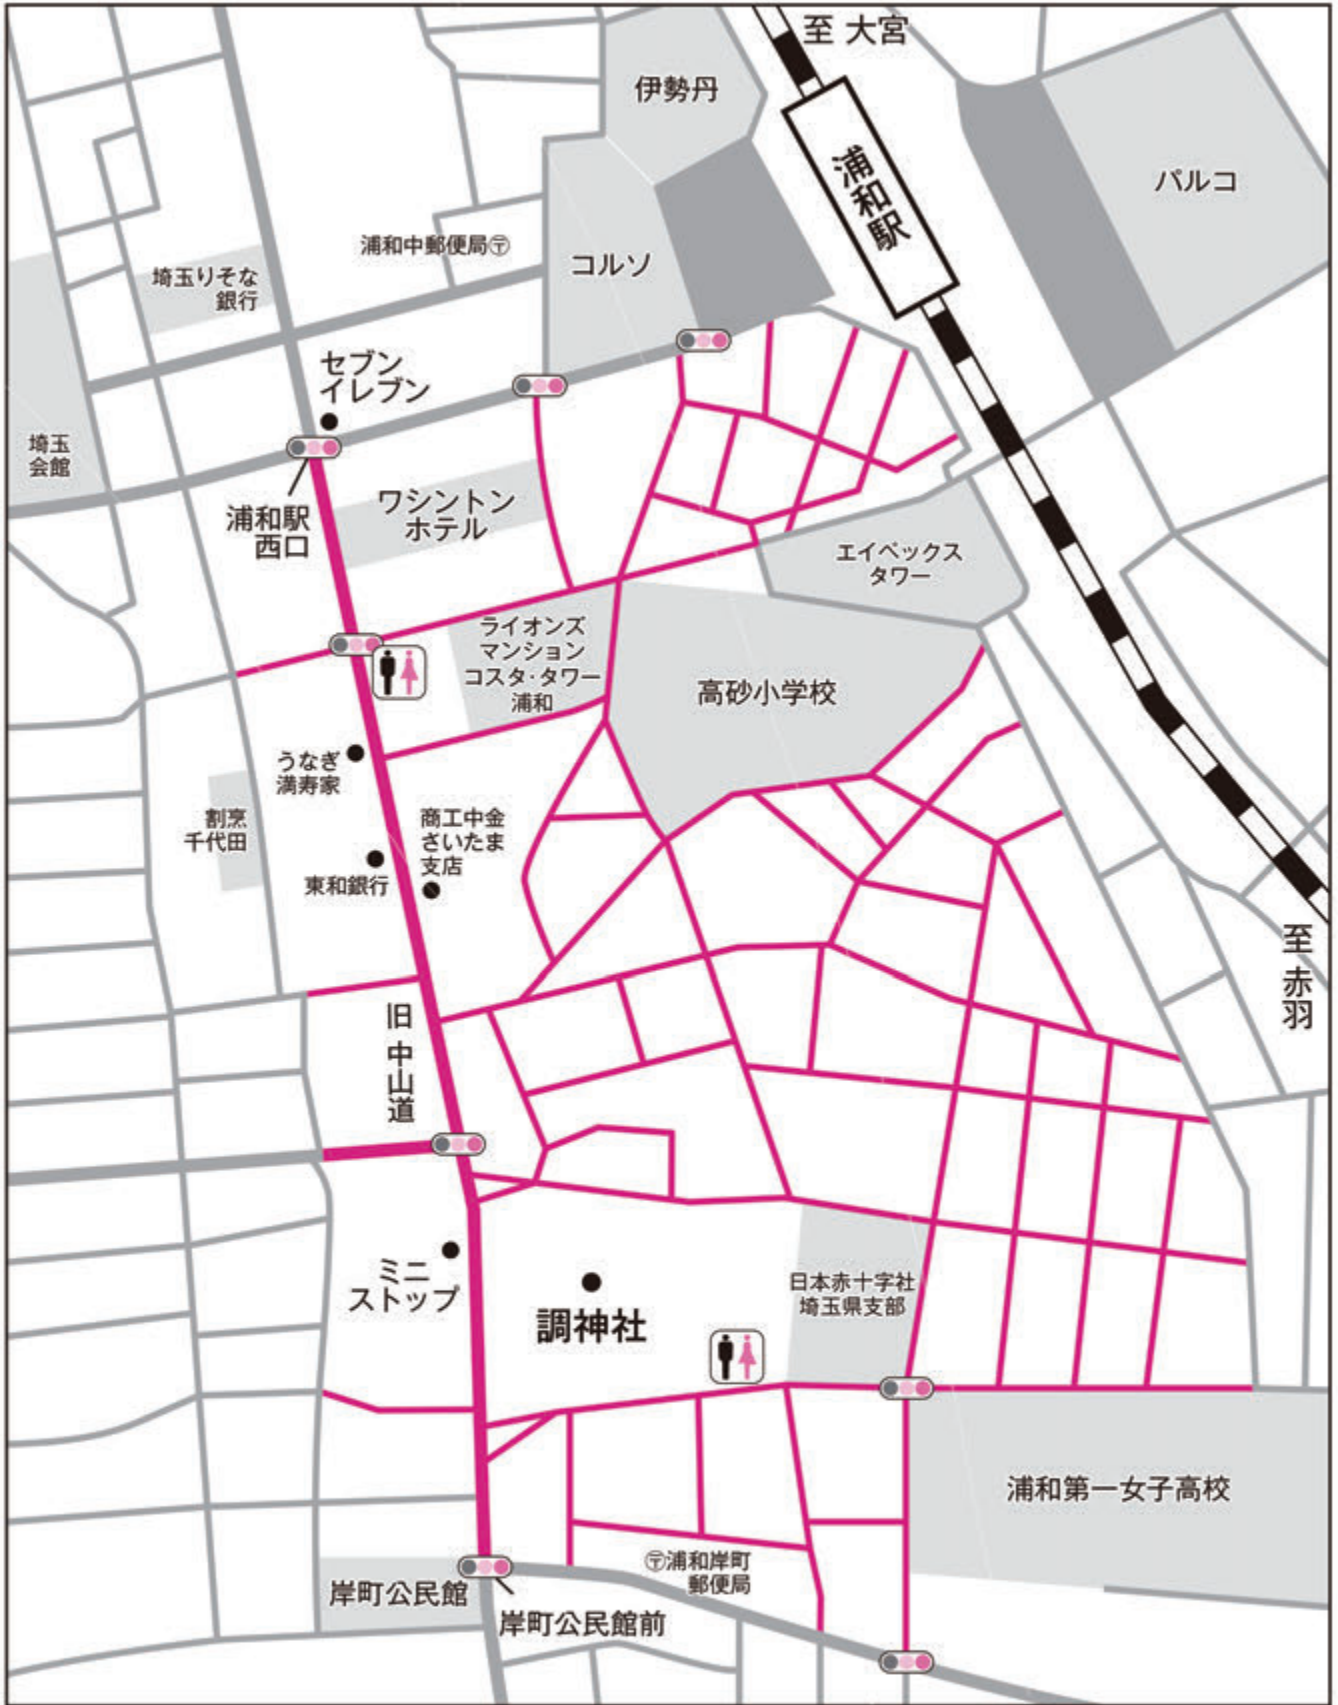 至 大宮
伊勢丹
浦和駅
パルコ
浦和中郵便局〒
コルソ
埼玉りそな
銀行
セブン
イレブン
埼玉
会館
ワシントン
ホテル
浦和駅
西口
エイペックス
タワー
ライオンズ
マンション
コスタ・タワー
浦和
高砂小学校
うなぎ
満寿家
割烹
千代田
商工中金
さいたま
支店
東和銀行
至 赤羽
旧 中山道
ミニ
ストップ
調神社
日本赤十字社
埼玉県支部
浦和第一女子高校
〒浦和岸町
郵便局
岸町公民館
岸町公民館前